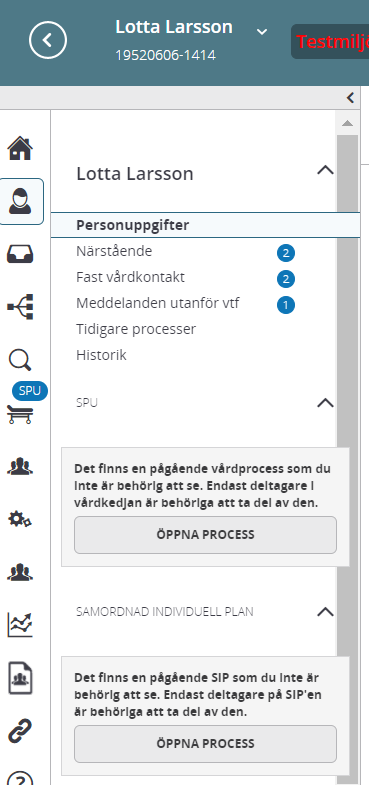 Lotta Larsson
19520606-1414
Testmiljö
Lotta Larsson
Personuppgifter
Närstående 2
Fast vårdkontakt 2
Meddelanden utanför vtf 1
Tidigare processer
Historik
SPU
SPU
Det finns en pågående vårdprocess som du
inte är behörig att se. Endast deltagare i
vårdkedjan är behöriga att ta del av den.
ÖPPNA PROCESS
SAMORDNAD INDIVIDUELL PLAN
Det finns en pågående SIP som du inte är
behörig att se. Endast deltagare på SIP'en
är behöriga att ta del av den.
ÖPPNA PROCESS